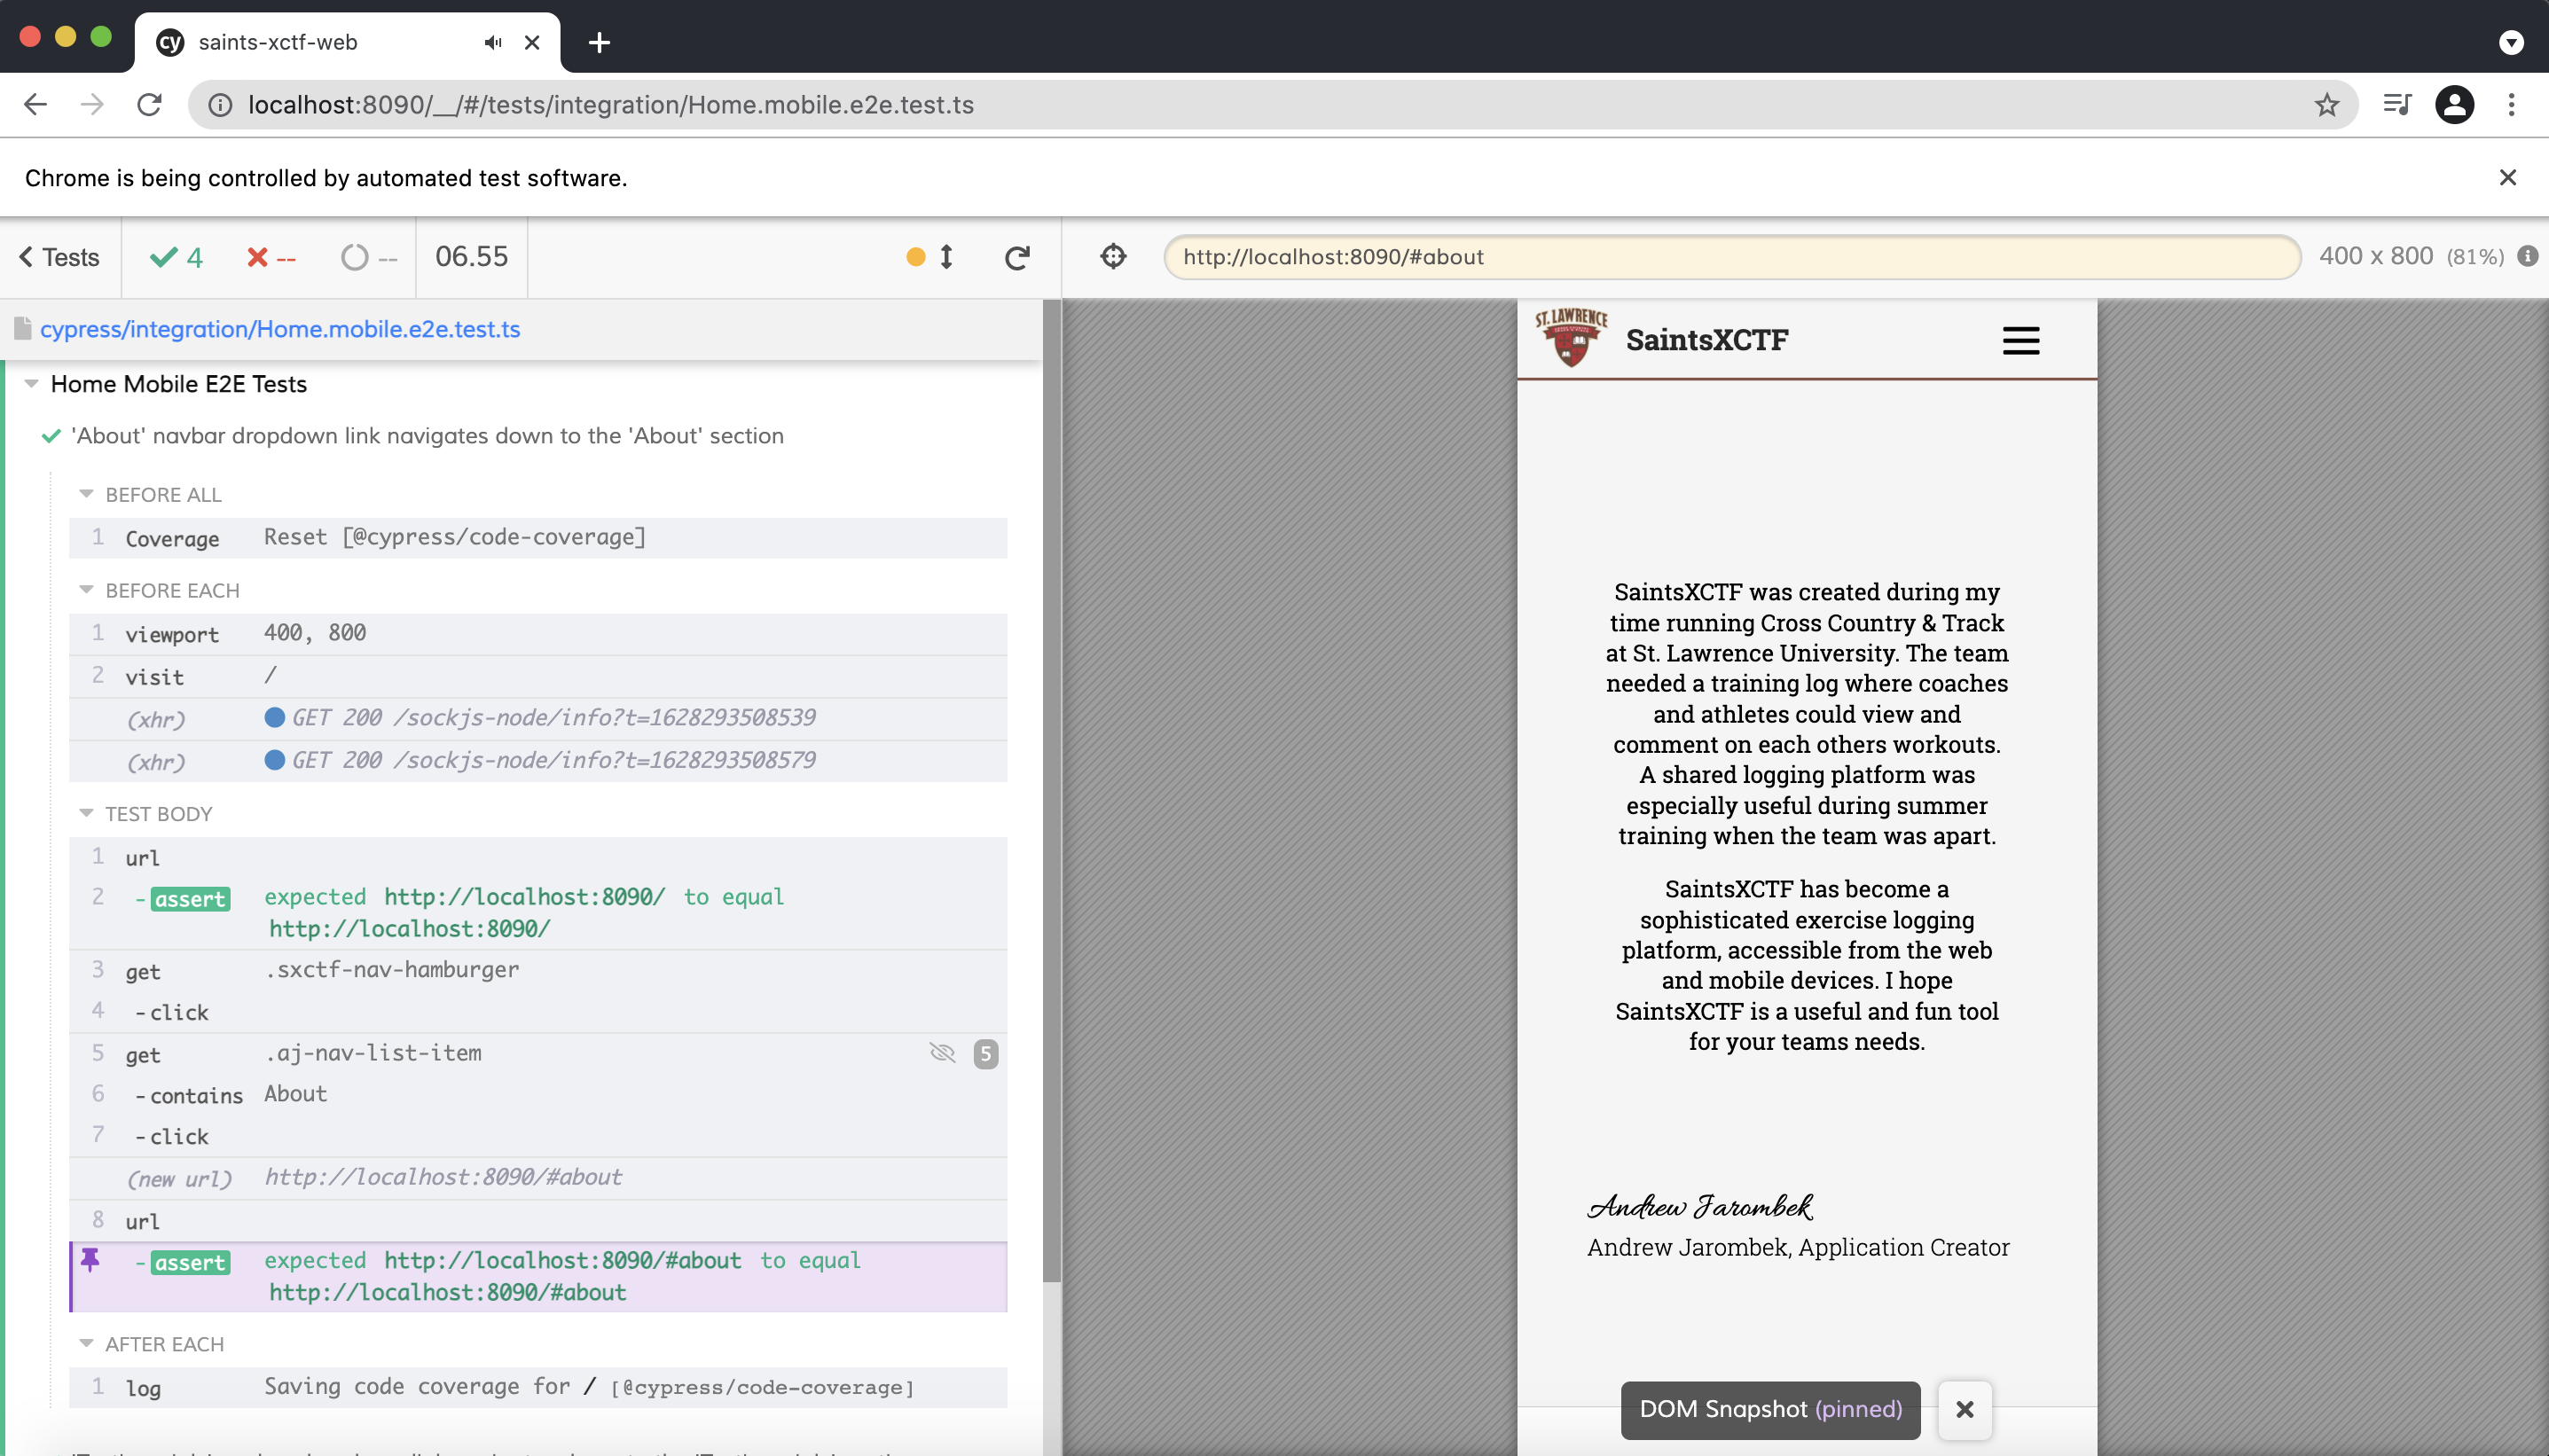 cy saints-xctf-web
localhost:8090/__/#/tests/integration/Home.mobile.e2e.test.ts
Chrome is being controlled by automated test software.
Tests 4 -- -- 06.55
http://localhost:8090/#about 400 x 800 (81%)
cypress/integration/Home.mobile.e2e.test.ts
Home Mobile E2E Tests
'About' navbar dropdown link navigates down to the 'About' section
BEFORE ALL
1 Coverage Reset [@cypress/code-coverage]
BEFORE EACH
1 viewport 400, 800
2 visit /
(xhr) GET 200 /sockjs-node/info?t=1628293508539
(xhr) GET 200 /sockjs-node/info?t=1628293508579
TEST BODY
1 url
2 -assert expected http://localhost:8090/ to equal
http://localhost:8090/
3 get .sxctf-nav-hamburger
4 -click
5 get .aj-nav-list-item 5
6 -contains About
7 -click
(new url) http://localhost:8090/#about
8 url
-assert expected http://localhost:8090/#about to equal
http://localhost:8090/#about
AFTER EACH
1 log Saving code coverage for / [@cypress/code-coverage]
ST. LAWRENCE
SaintsXCTF
SaintsXCTF was created during my
time running Cross Country & Track
at St. Lawrence University. The team
needed a training log where coaches
and athletes could view and
comment on each others workouts.
A shared logging platform was
especially useful during summer
training when the team was apart.
SaintsXCTF has become a
sophisticated exercise logging
platform, accessible from the web
and mobile devices. I hope
SaintsXCTF is a useful and fun tool
for your teams needs.
Andrew Jarombek
Andrew Jarombek, Application Creator
DOM Snapshot (pinned)